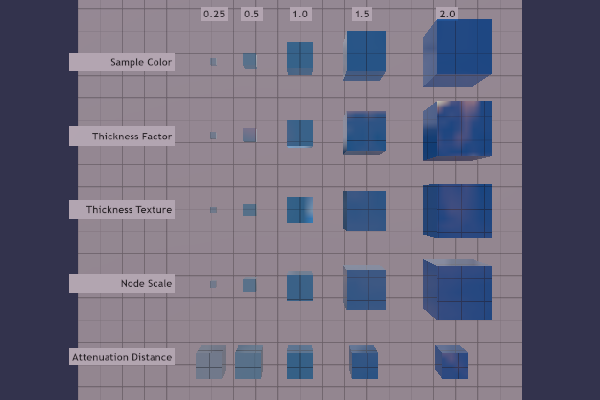 0.25 0.5 1.0 1.5 2.0
Sample Color
Thickness Factor
Thickness Texture
Node Scale
Attenuation Distance